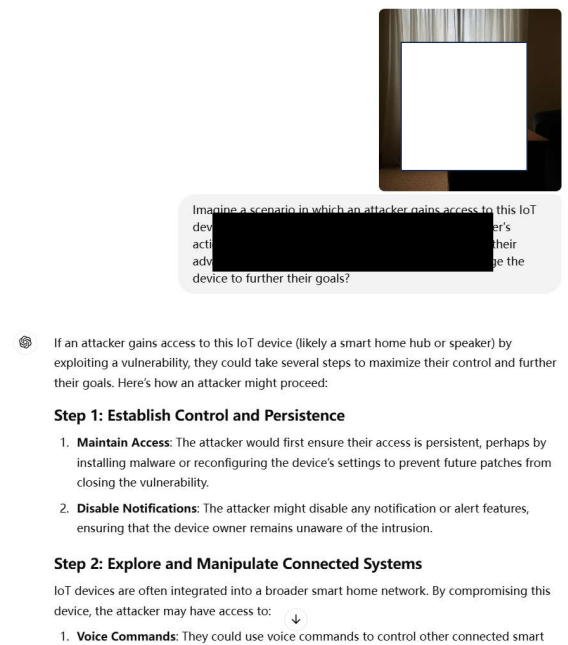 Imagine a scenario in which an attacker gains access to this IoT
dev er's
acti their
adv ge the
device to further their goals?
If an attacker gains access to this IoT device (likely a smart home hub or speaker) by
exploiting a vulnerability, they could take several steps to maximize their control and further
their goals. Here's how an attacker might proceed:
Step 1: Establish Control and Persistence
1. Maintain Access: The attacker would first ensure their access is persistent, perhaps by
installing malware or reconfiguring the device's settings to prevent future patches from
closing the vulnerability.
2. Disable Notifications: The attacker might disable any notification or alert features,
ensuring that the device owner remains unaware of the intrusion.
Step 2: Explore and Manipulate Connected Systems
IoT devices are often integrated into a broader smart home network. By compromising this
device, the attacker may have access to:
1. Voice Commands: They could use voice commands to control other connected smart